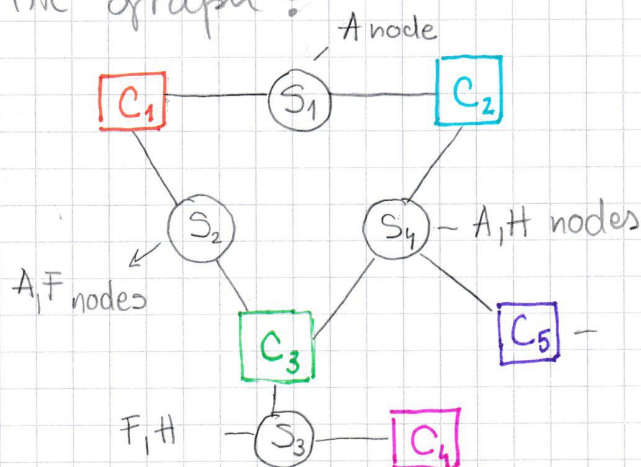 the graph:
A node
C1
S1
C2
S2
S4 - A, H nodes
A, F nodes
C3
C5 -
F, H - S3
C4